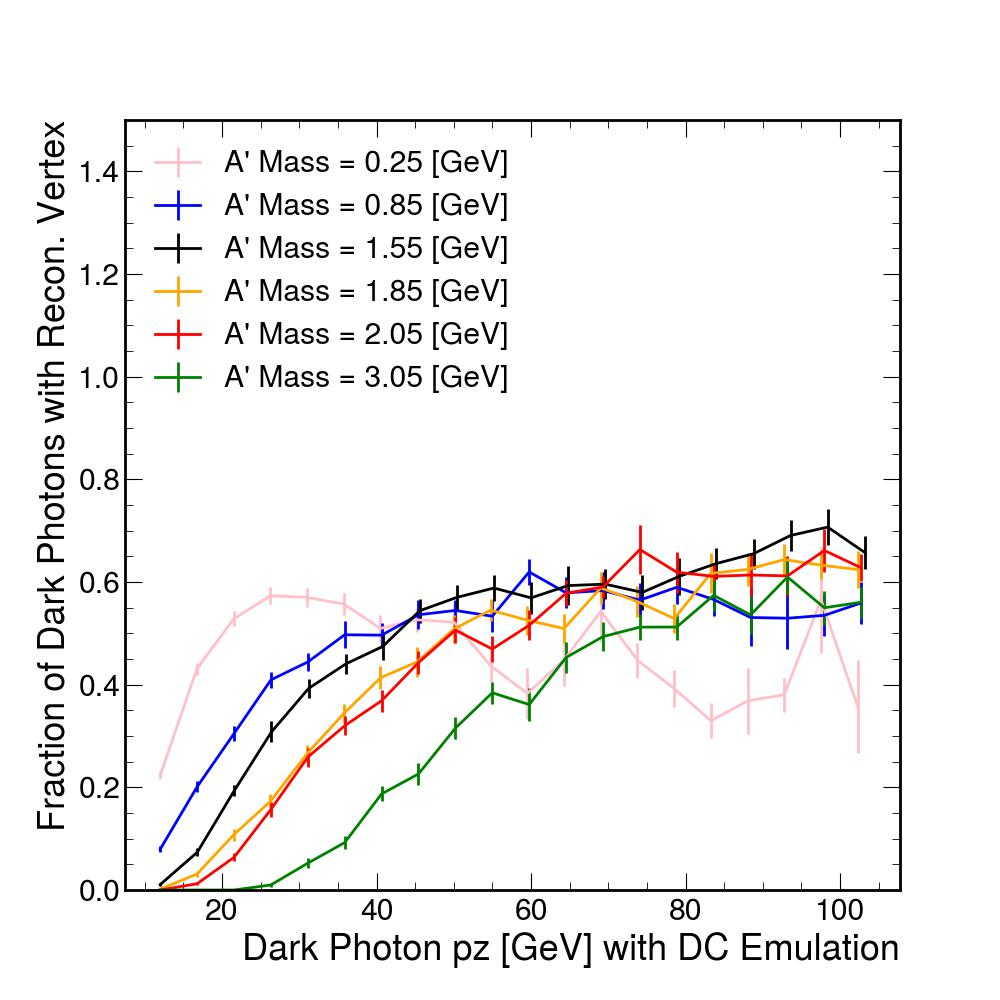 Fraction of Dark Photons with Recon. Vertex
1.4
1.2
1.0
0.8
0.6
0.4
0.2
0.0
A' Mass = 0.25 [GeV]
A' Mass = 0.85 [GeV]
A' Mass = 1.55 [GeV]
A' Mass = 1.85 [GeV]
A' Mass = 2.05 [GeV]
A' Mass = 3.05 [GeV]
20 40 60 80 100
Dark Photon pz [GeV] with DC Emulation